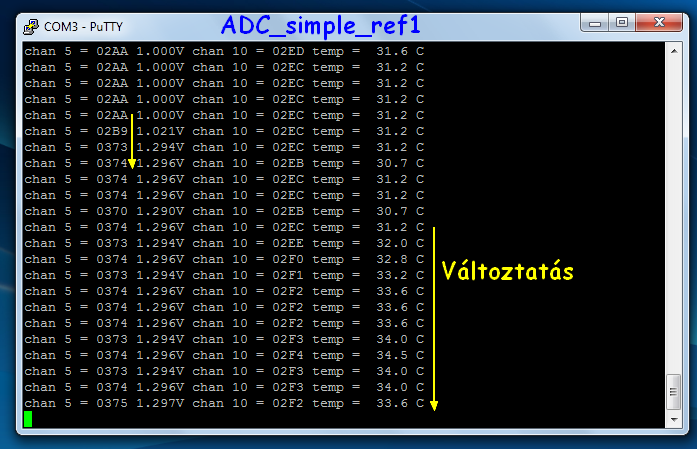 ADC_simple_ref1
COM3 - PuTTY
chan 5 = 02AA 1.000V chan 10 = 02ED temp =  31.6 C
chan 5 = 02AA 1.000V chan 10 = 02EC temp =  31.2 C
chan 5 = 02AA 1.000V chan 10 = 02EC temp =  31.2 C
chan 5 = 02AA 1.000V chan 10 = 02EC temp =  31.2 C
chan 5 = 02AA 1.000V chan 10 = 02EC temp =  31.2 C
chan 5 = 02B9 1.021V chan 10 = 02EC temp =  31.2 C
chan 5 = 0373 1.294V chan 10 = 02EC temp =  31.2 C
chan 5 = 0374 1.296V chan 10 = 02EB temp =  30.7 C
chan 5 = 0374 1.296V chan 10 = 02EC temp =  31.2 C
chan 5 = 0374 1.296V chan 10 = 02EC temp =  31.2 C
chan 5 = 0370 1.290V chan 10 = 02EB temp =  30.7 C
chan 5 = 0374 1.296V chan 10 = 02EC temp =  31.2 C
chan 5 = 0373 1.294V chan 10 = 02EE temp =  32.0 C
chan 5 = 0374 1.296V chan 10 = 02F0 temp =  32.8 C
chan 5 = 0373 1.294V chan 10 = 02F1 temp =  33.2 C
Változtatás
chan 5 = 0374 1.296V chan 10 = 02F2 temp =  33.6 C
chan 5 = 0374 1.296V chan 10 = 02F2 temp =  33.6 C
chan 5 = 0374 1.296V chan 10 = 02F2 temp =  33.6 C
chan 5 = 0373 1.294V chan 10 = 02F3 temp =  34.0 C
chan 5 = 0374 1.296V chan 10 = 02F4 temp =  34.5 C
chan 5 = 0373 1.294V chan 10 = 02F3 temp =  34.0 C
chan 5 = 0374 1.296V chan 10 = 02F3 temp =  34.0 C
chan 5 = 0375 1.297V chan 10 = 02F2 temp =  33.6 C